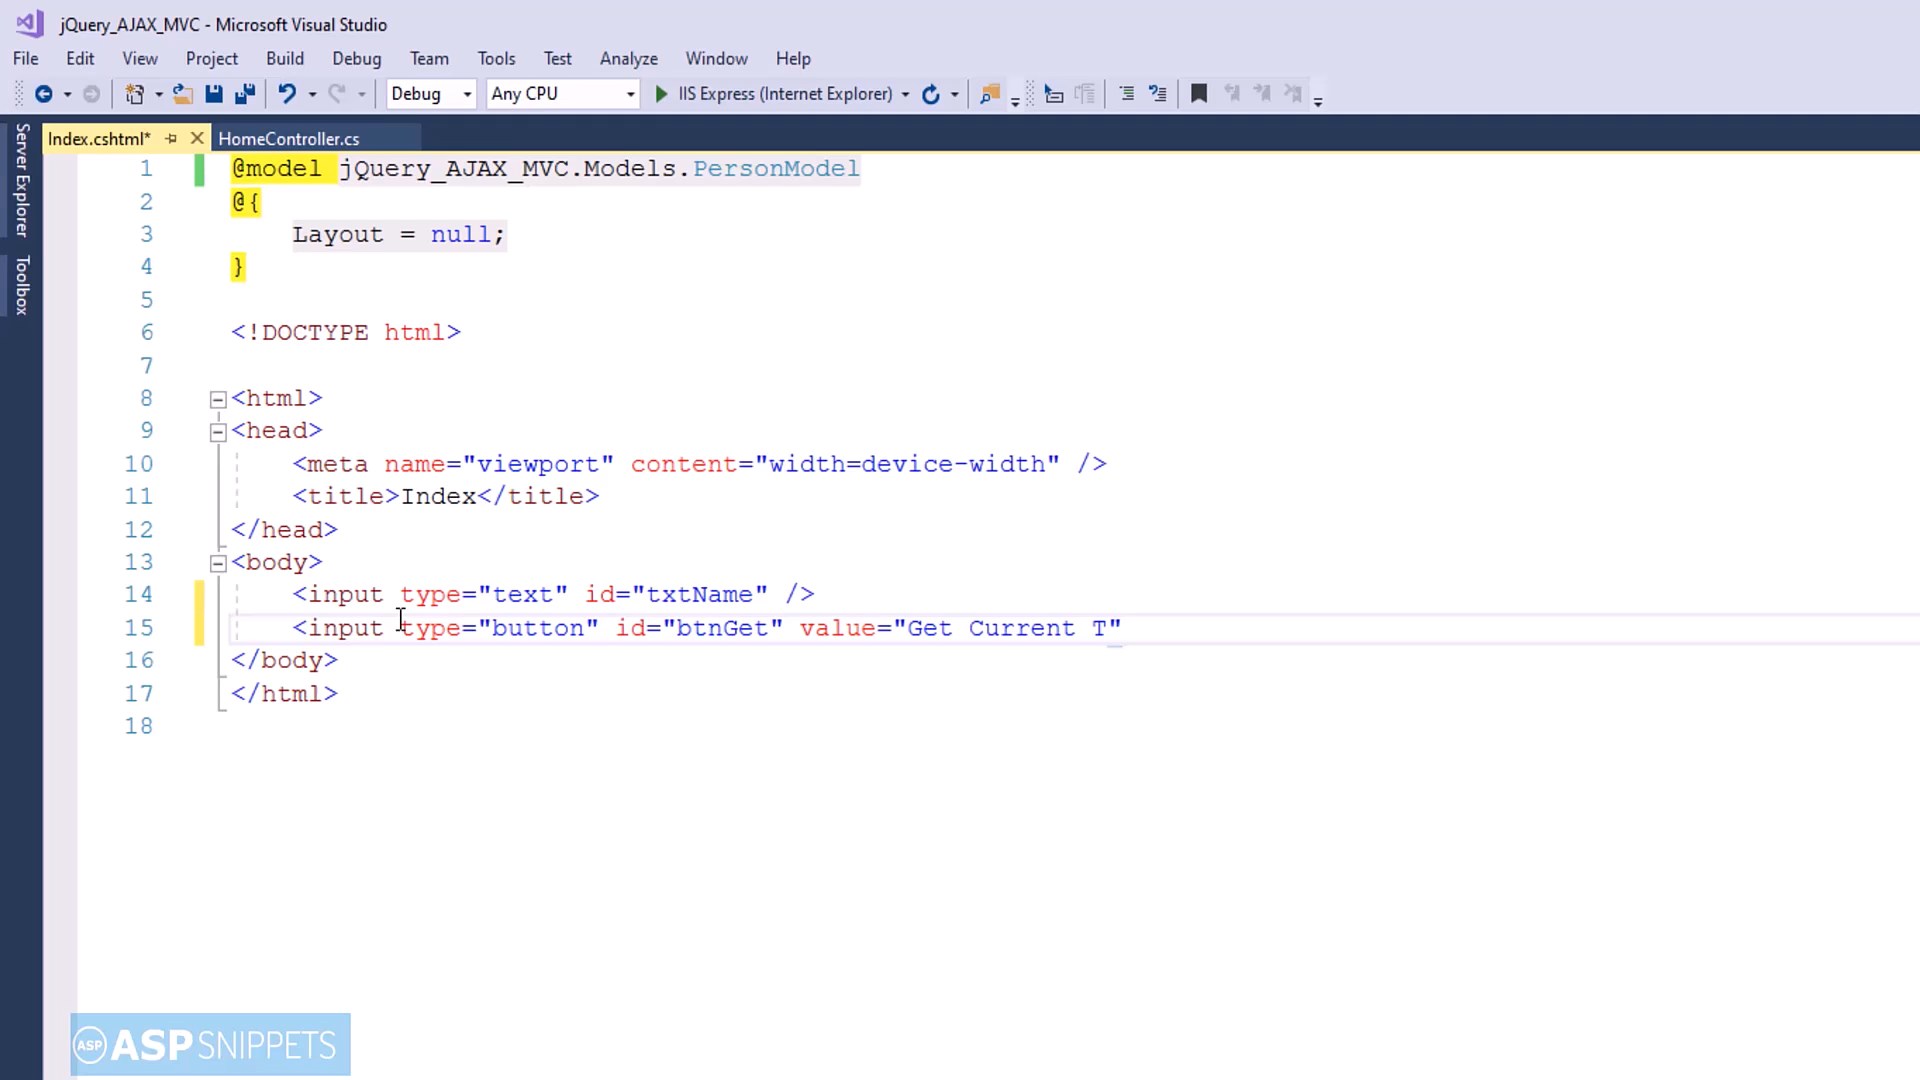 jQuery_AJAX_MVC - Microsoft Visual Studio
File Edit View Project Build Debug Team Tools Test Analyze Window Help
Debug Any CPU IIS Express (Internet Explorer)
Server Explorer
Toolbox
Index.cshtml* HomeController.cs
1 @model jQuery_AJAX_MVC.Models.PersonModel
2 @{
3 Layout = null;
4 }
5
6 <!DOCTYPE html>
7
8 <html>
9 <head>
10 <meta name="viewport" content="width=device-width" />
11 <title>Index</title>
12 </head>
13 <body>
14 <input type="text" id="txtName" />
15 <input type="button" id="btnGet" value="Get Current T"
16 </body>
17 </html>
18
ASP ASPSNIPPETS